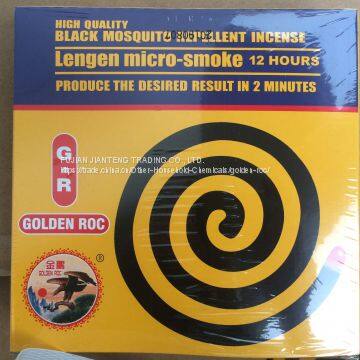 HIGH QUALITY
BLACK MOSQUITO REPELLENT INCENSE
Lengen micro-smoke 12 HOURS
PRODUCE THE DESIRED RESULT IN 2 MINUTES
FUJIAN JIANTENG TRADING CO., LTD.
G
R
GOLDEN ROC
金鹏
GOLDEN ROC
®